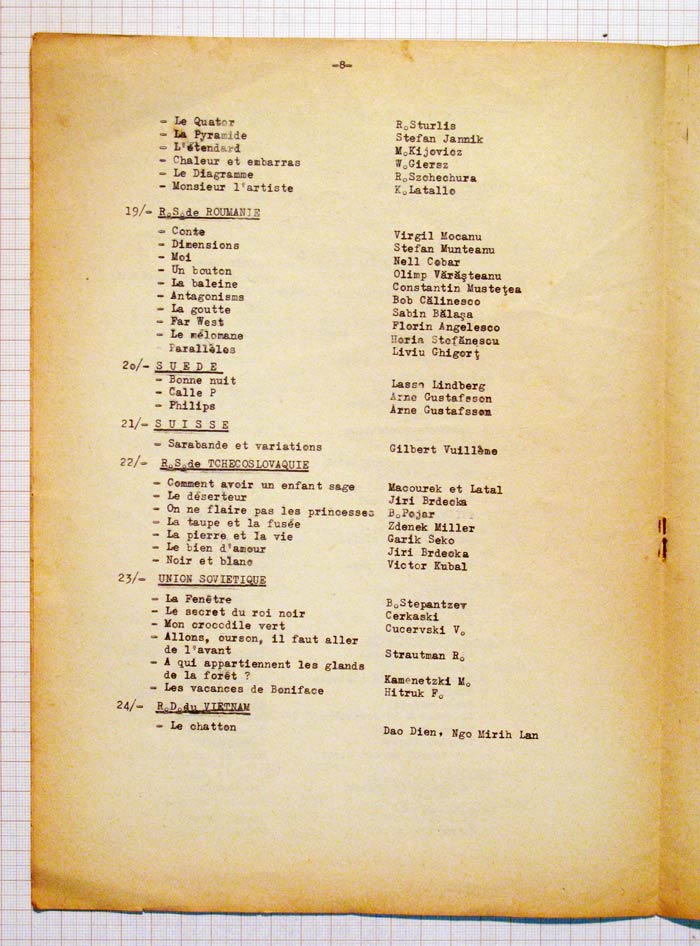 -8-
- Le Quator R.Sturlis
- La Pyramide Stefan Jannik
- L'étendard M.Kijovicz
- Chaleur et embarras W.Giersz
- Le Diagramme R.Szchechura
- Monsieur l'artiste K.Latallo
19/- R.S.de ROUMANIE
- Conte Virgil Mocanu
- Dimensions Stefan Munteanu
- Moi Nell Cobar
- Un bouton Olimp Vărăşteanu
- La baleine Constantin Musteţea
- Antagonisms Bob Călinesco
- La goutte Sabin Bălaşa
- Far West Florin Angelesco
- Le mélomane Horia Stefănescu
Parallèles Liviu Ghigorţ
20/- S U E D E
- Bonne nuit Lasse Lindberg
- Calle P Arne Gustafsson
- Philips Arne Gustafssom
21/- S U I S S E
- Sarabande et variations Gilbert Vuillème
22/- R.S.de TCHECOSLOVAQUIE
- Comment avoir un enfant sage Macourek et Latal
- Le déserteur Jiri Brdecka
- On ne flaire pas les princesses B.Pojar
- La taupe et la fusée Zdenek Miller
- La pierre et la vie Garik Seko
- Le bien d'amour Jiri Brdecka
- Noir et blanc Victor Kubal
23/- UNION SOVIETIQUE
- La Fenêtre B.Stepantzev
- Le secret du roi noir Cerkaski
- Mon crocodile vert Cucervski V.
- Allons, ourson, il faut aller
de l'avant Strautman R.
- A qui appartiennent les glands
de la forêt ? Kamenetzki M.
- Les vacances de Boniface Hitruk F.
24/- R.D.du VIETNAM
- Le chatton Dao Dien, Ngo Mirih Lan